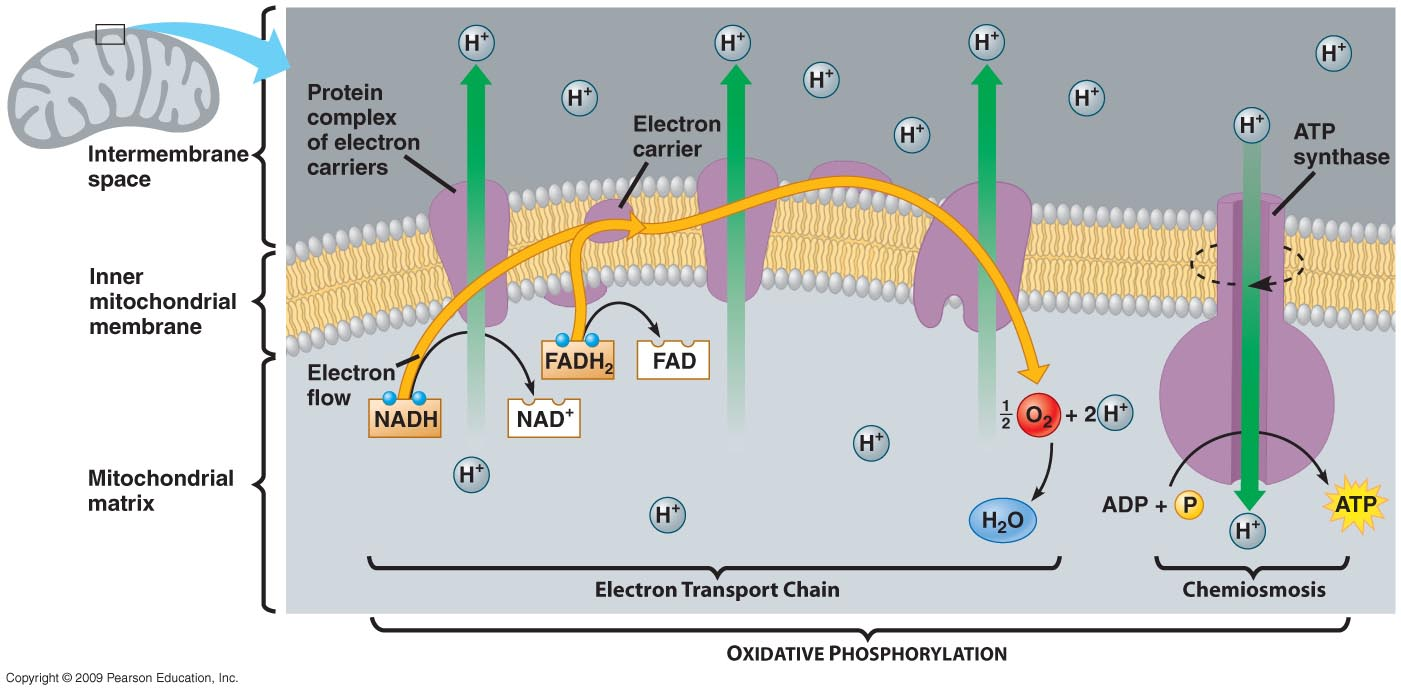 H+
H+
H+
H+
H+
H+
H+
H+
H+
Protein
complex
of electron
carriers
Electron
carrier
ATP
synthase
Intermembrane
space
Inner
mitochondrial
membrane
Mitochondrial
matrix
Electron
flow
NADH
NAD+
FADH2
FAD
1/2 O2 + 2 H+
H+
H+
H+
H2O
ADP + P
ATP
H+
Electron Transport Chain
Chemiosmosis
OXIDATIVE PHOSPHORYLATION
Copyright © 2009 Pearson Education, Inc.